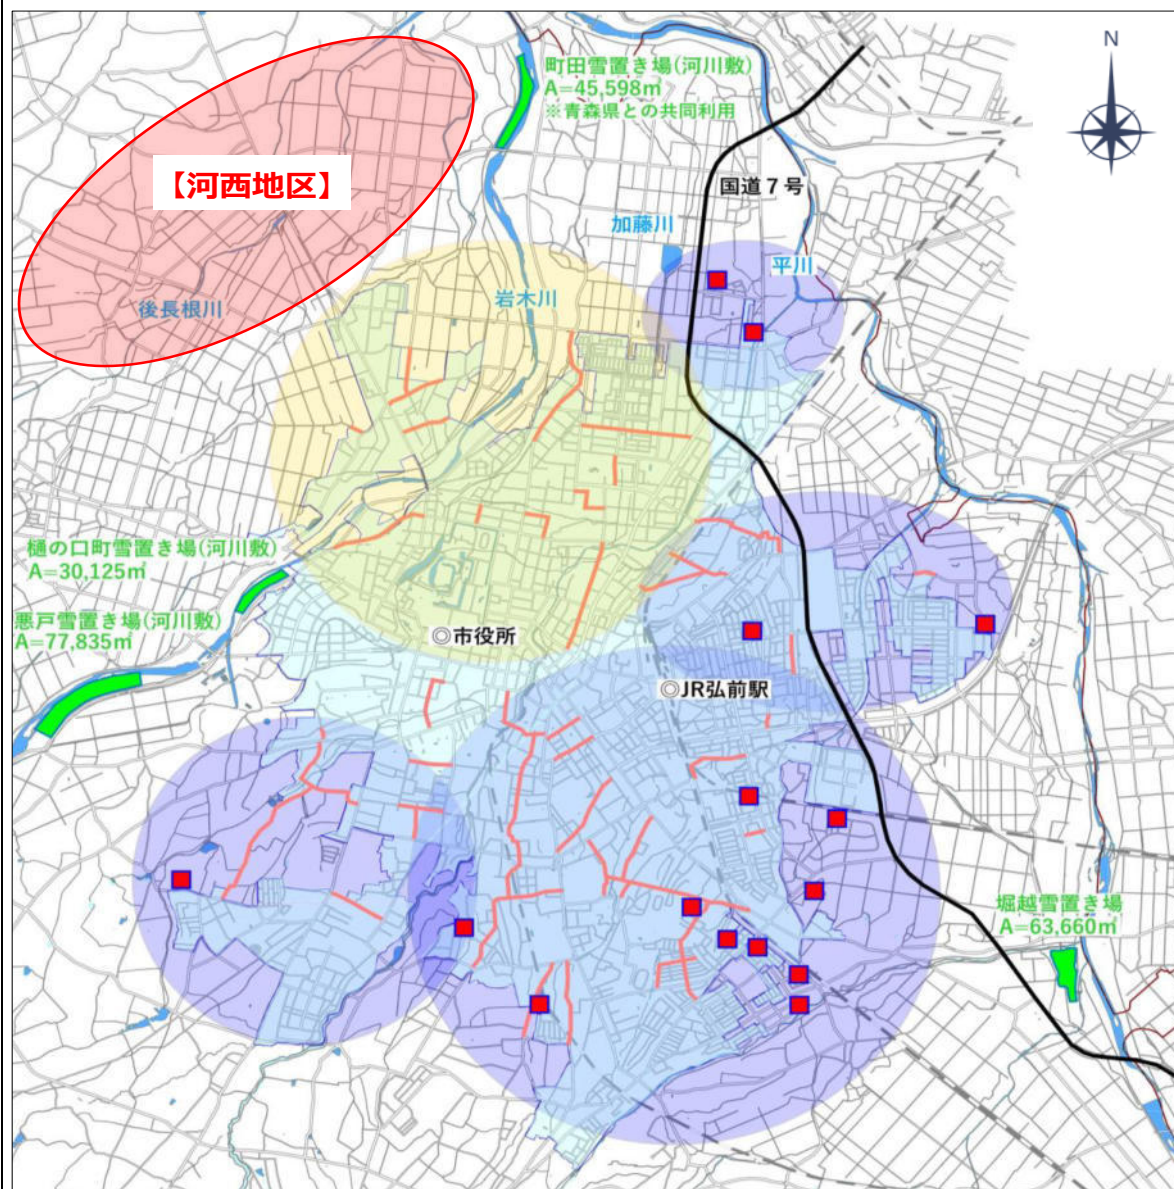 N
町田雪置き場(河川敷)
A=45,598㎡
※青森県との共同利用
【河西地区】
国道7号
加藤川
平川
岩木川
後長根川
樋の口町雪置き場(河川敷)
A=30,125㎡
悪戸雪置き場(河川敷)
A=77,835㎡
◎市役所
◎JR弘前駅
堀越雪置き場
A=63,660㎡